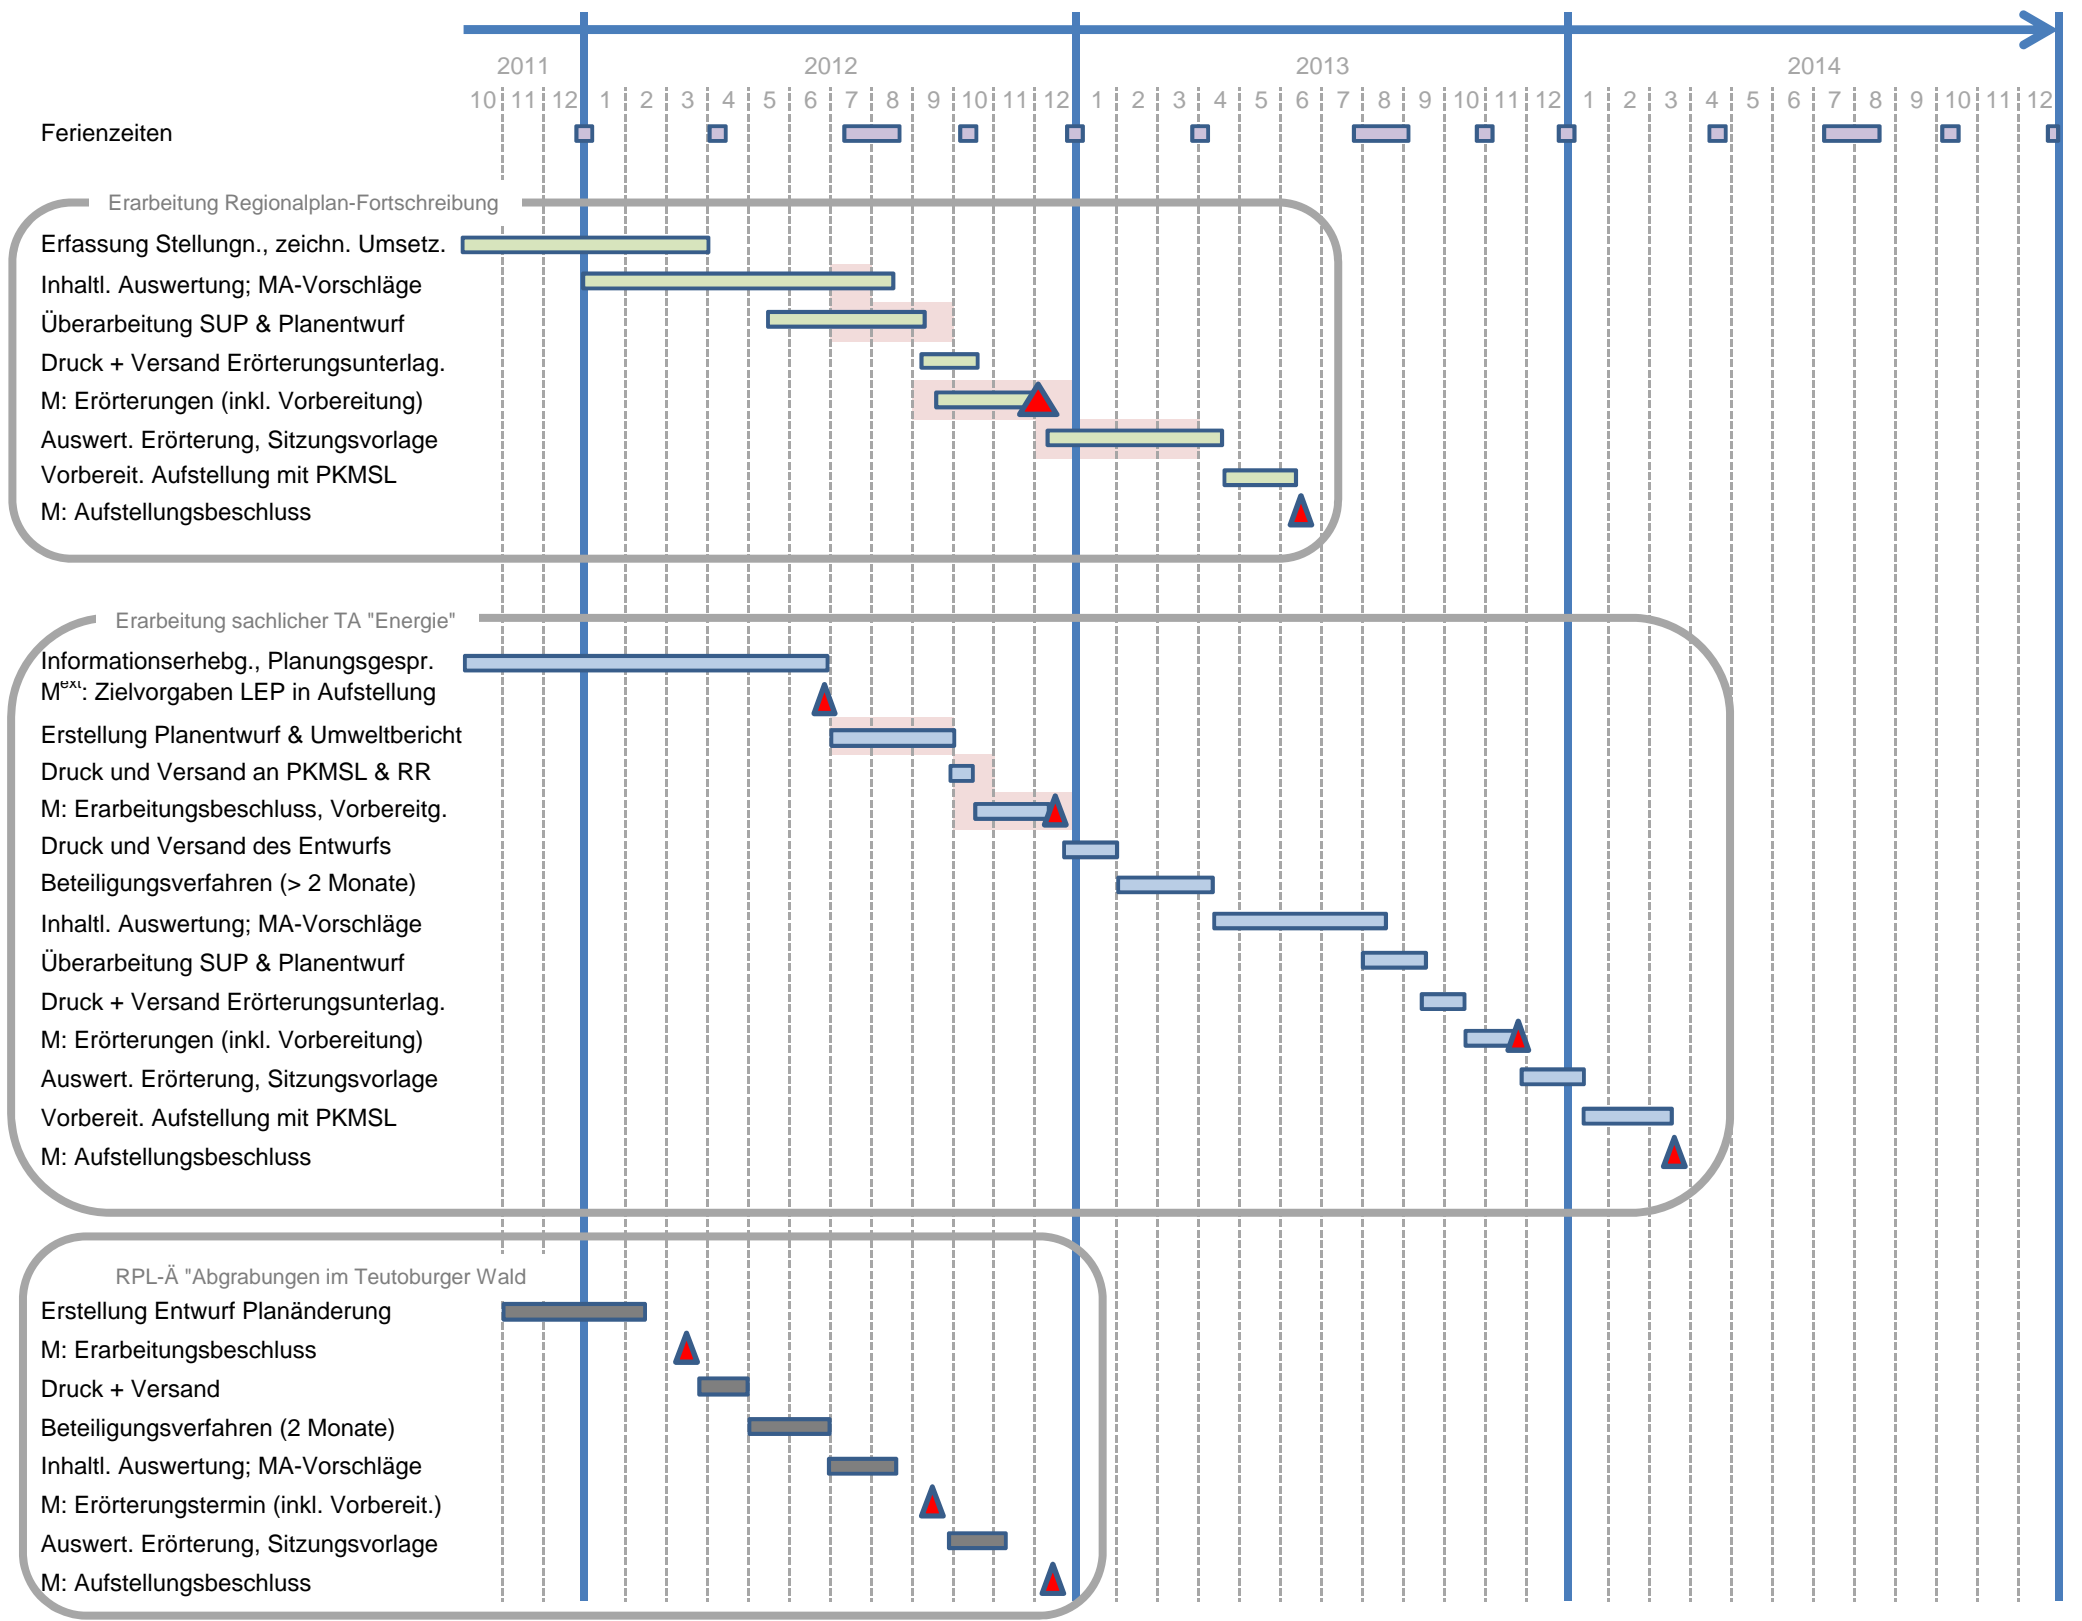 2011 2012 2013 2014
10 11 12 1 2 3 4 5 6 7 8 9 10 11 12 1 2 3 4 5 6 7 8 9 10 11 12 1 2 3 4 5 6 7 8 9 10 11 12
Ferienzeiten
Erarbeitung Regionalplan-Fortschreibung
Erfassung Stellungn., zeichn. Umsetz.
Inhaltl. Auswertung; MA-Vorschläge
Überarbeitung SUP & Planentwurf
Druck + Versand Erörterungsunterlag.
M: Erörterungen (inkl. Vorbereitung)
Auswert. Erörterung, Sitzungsvorlage
Vorbereit. Aufstellung mit PKMSL
M: Aufstellungsbeschluss
Erarbeitung sachlicher TA "Energie"
Informationserhebg., Planungsgespr.
Mext: Zielvorgaben LEP in Aufstellung
Erstellung Planentwurf & Umweltbericht
Druck und Versand an PKMSL & RR
M: Erarbeitungsbeschluss, Vorbereitg.
Druck und Versand des Entwurfs
Beteiligungsverfahren (> 2 Monate)
Inhaltl. Auswertung; MA-Vorschläge
Überarbeitung SUP & Planentwurf
Druck + Versand Erörterungsunterlag.
M: Erörterungen (inkl. Vorbereitung)
Auswert. Erörterung, Sitzungsvorlage
Vorbereit. Aufstellung mit PKMSL
M: Aufstellungsbeschluss
RPL-Ä "Abgrabungen im Teutoburger Wald
Erstellung Entwurf Planänderung
M: Erarbeitungsbeschluss
Druck + Versand
Beteiligungsverfahren (2 Monate)
Inhaltl. Auswertung; MA-Vorschläge
M: Erörterungstermin (inkl. Vorbereit.)
Auswert. Erörterung, Sitzungsvorlage
M: Aufstellungsbeschluss